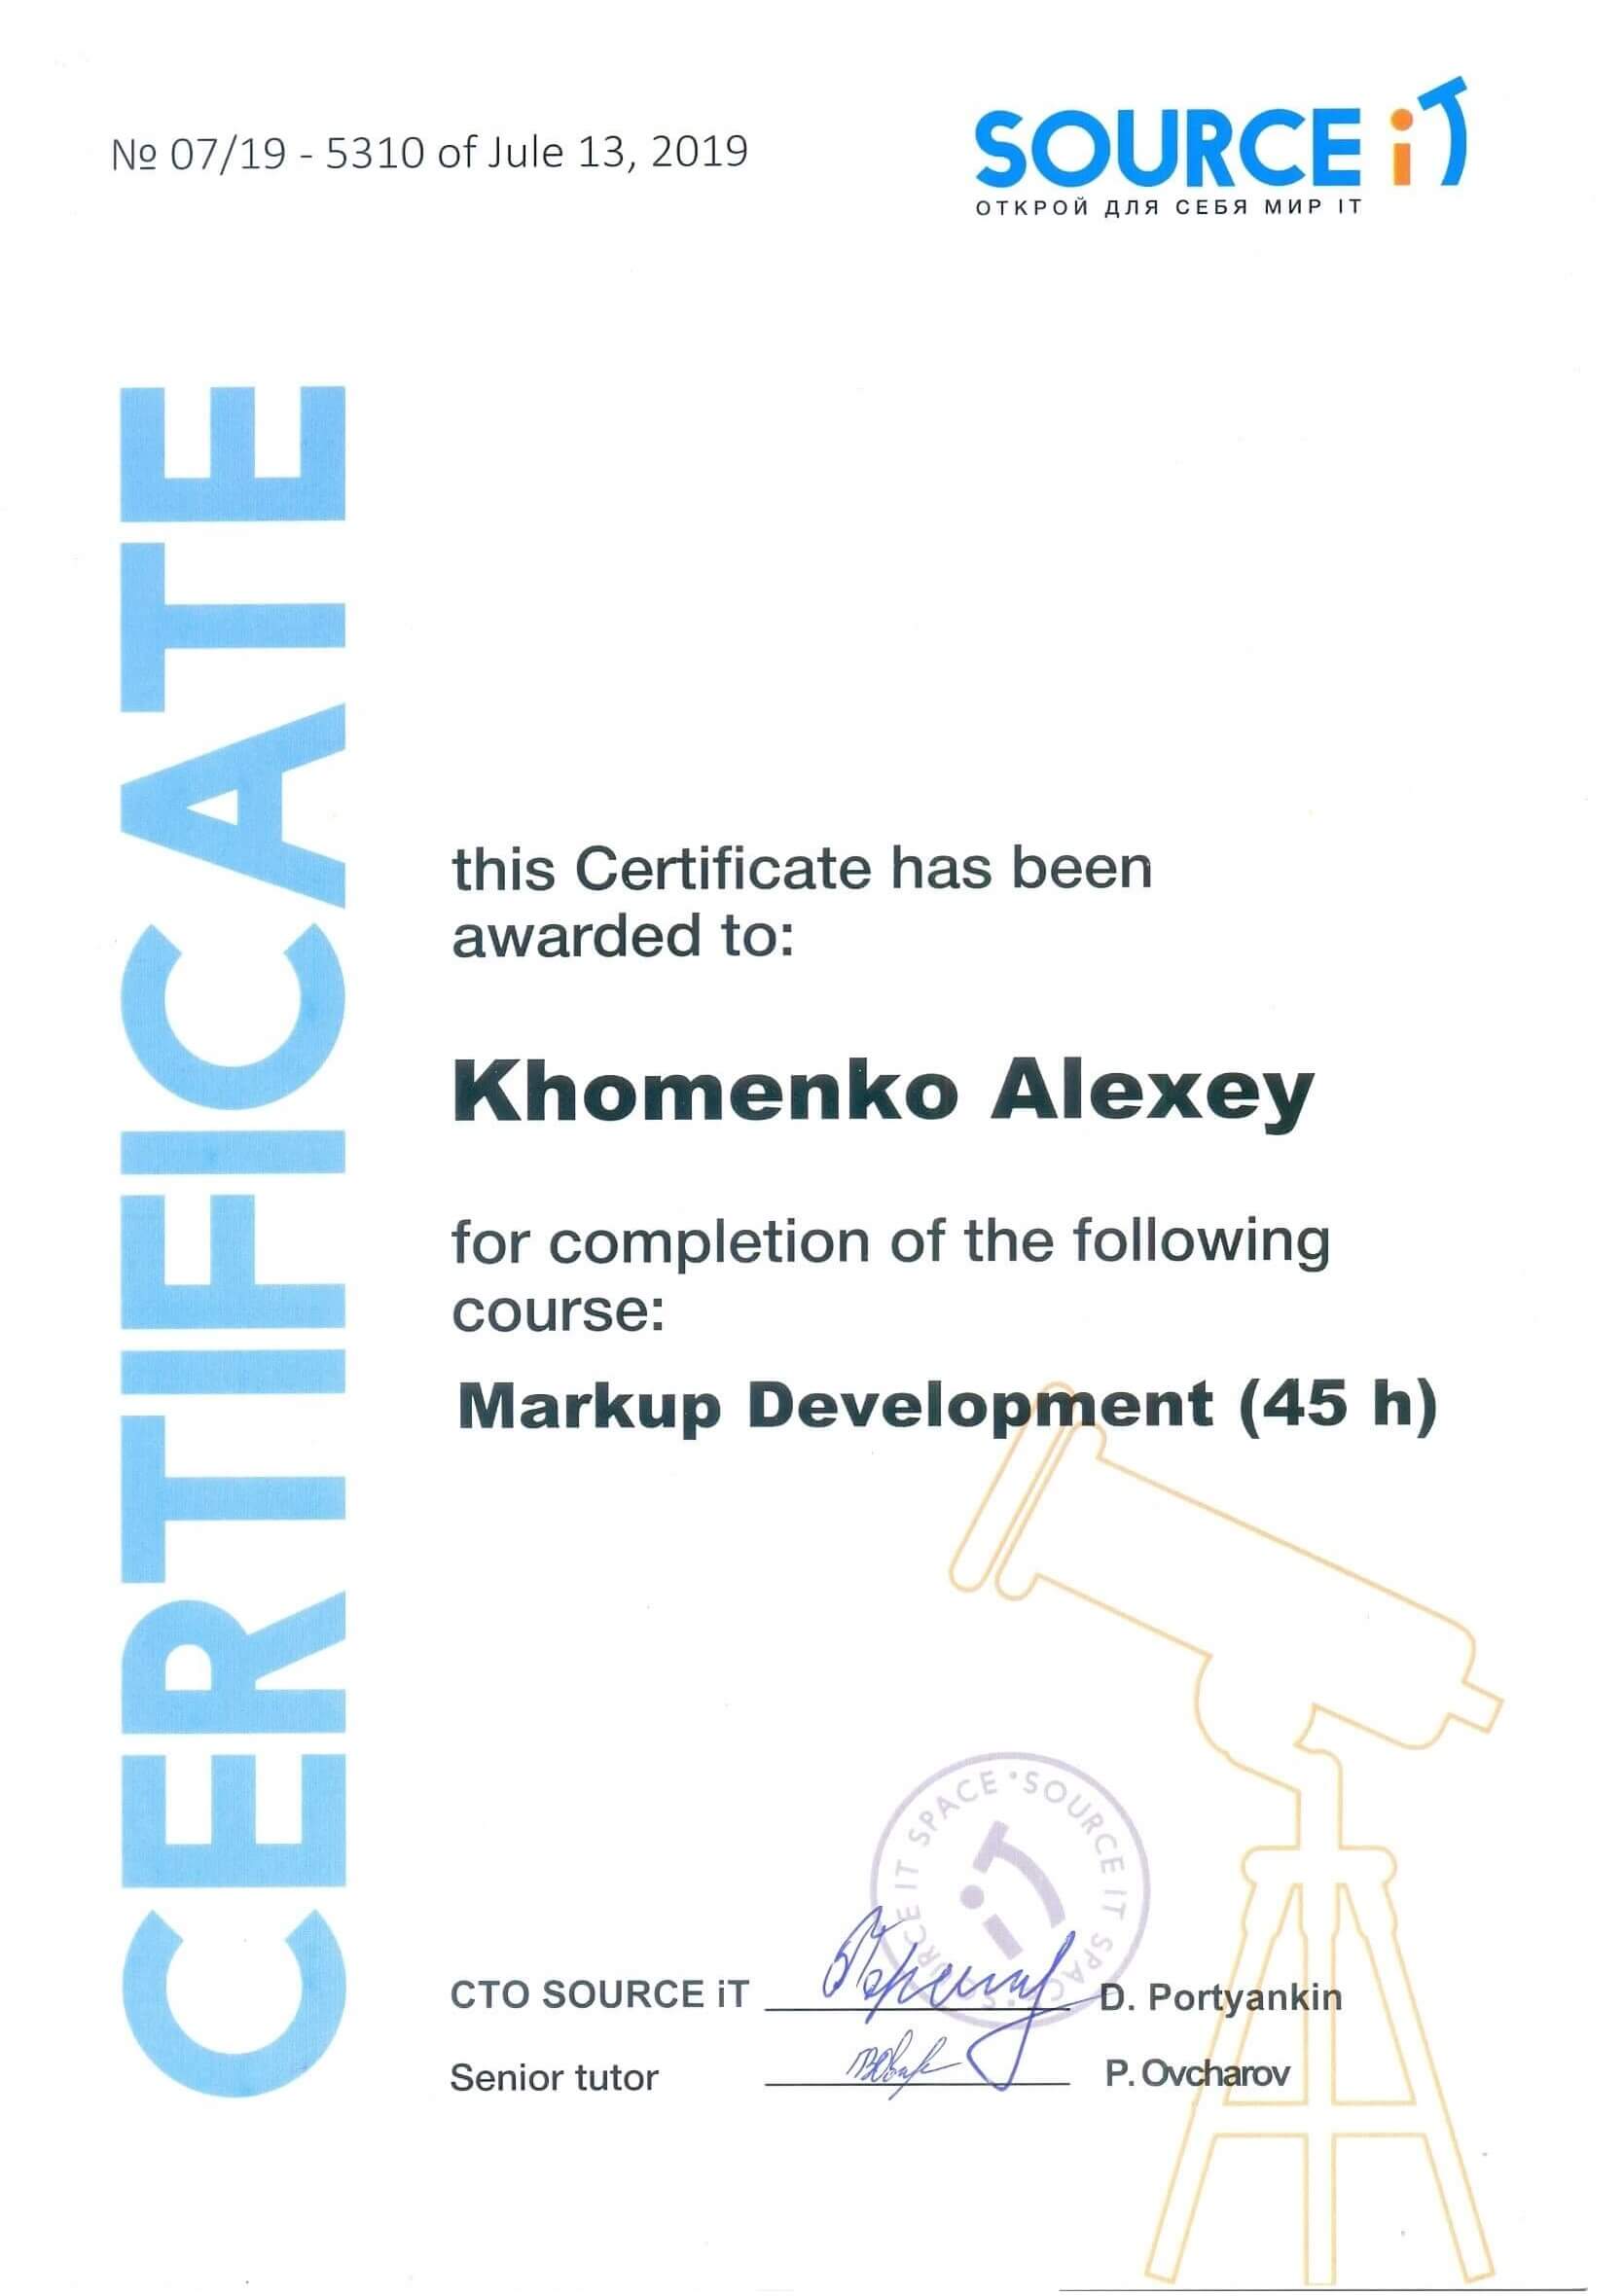 № 07/19 - 5310 of Jule 13, 2019
SOURCE iT
ОТКРОЙ ДЛЯ СЕБЯ МИР IT
CERTIFICATE
this Certificate has been
awarded to:
Khomenko Alexey
for completion of the following
course:
Markup Development (45 h)
SOURCE IT SPACE • SOURCE IT SPACE •
iT
CTO SOURCE iT
D. Portyankin
Senior tutor
P. Ovcharov